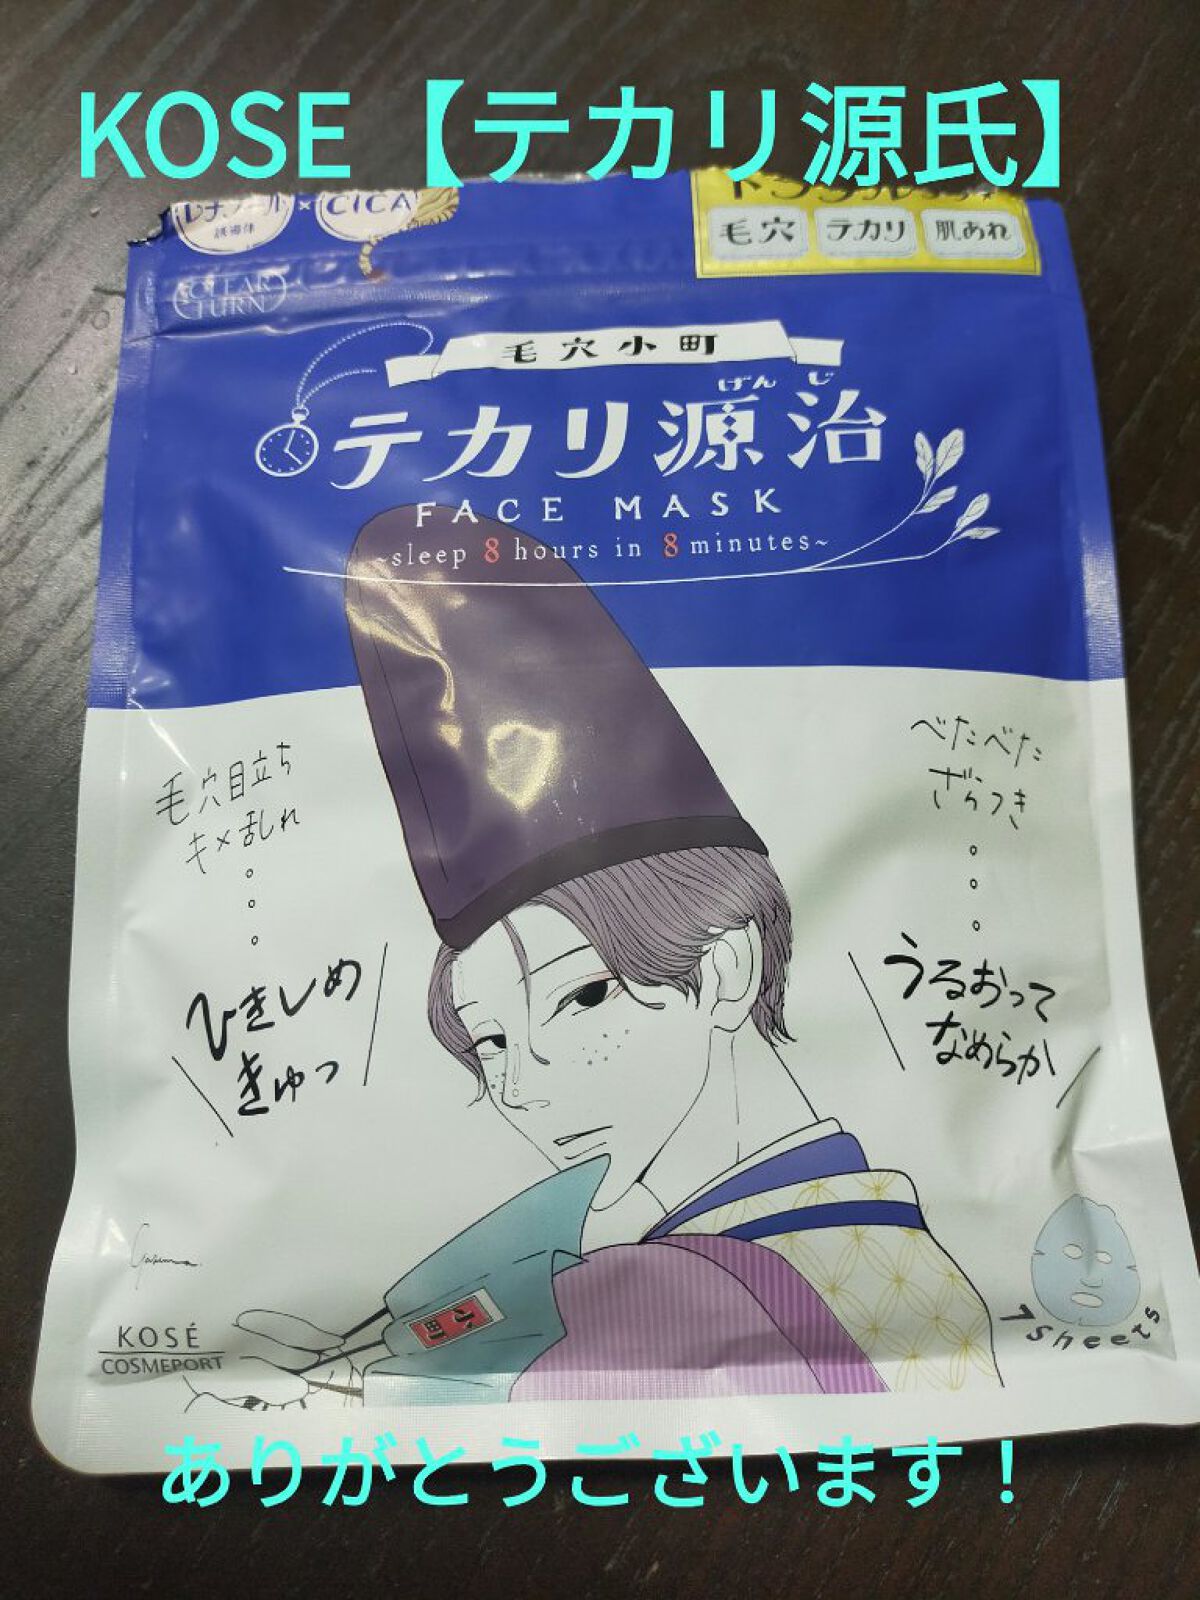 KOSE【テカリ源氏】
レチノール × CICA
誘導体
毛穴 テカリ 肌あれ
CLEAR
TURN
毛穴小町
げんじ
テカリ源治
FACE MASK
~sleep 8 hours in 8 minutes~
毛穴目立ち
キメ乱れ
ひきしめ
きゅっ
べたべた
ざらつき
うるおって
なめらか
小町
7 sheets
KOSÉ
COSMEPORT
ありがとうございます！